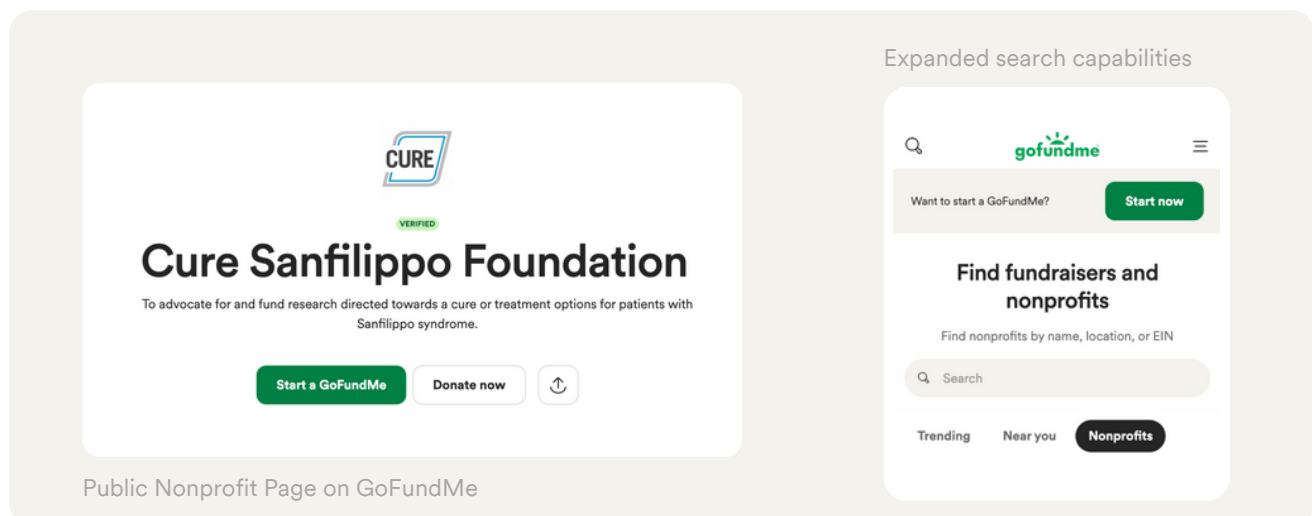 Expanded search capabilities
CURE
VERIFIED
Cure Sanfilippo Foundation
To advocate for and fund research directed towards a cure or treatment options for patients with
Sanfilippo syndrome.
Start a GoFundMe
Donate now
Public Nonprofit Page on GoFundMe
gofundme
Want to start a GoFundMe?
Start now
Find fundraisers and
nonprofits
Find nonprofits by name, location, or EIN
Search
Trending
Near you
Nonprofits